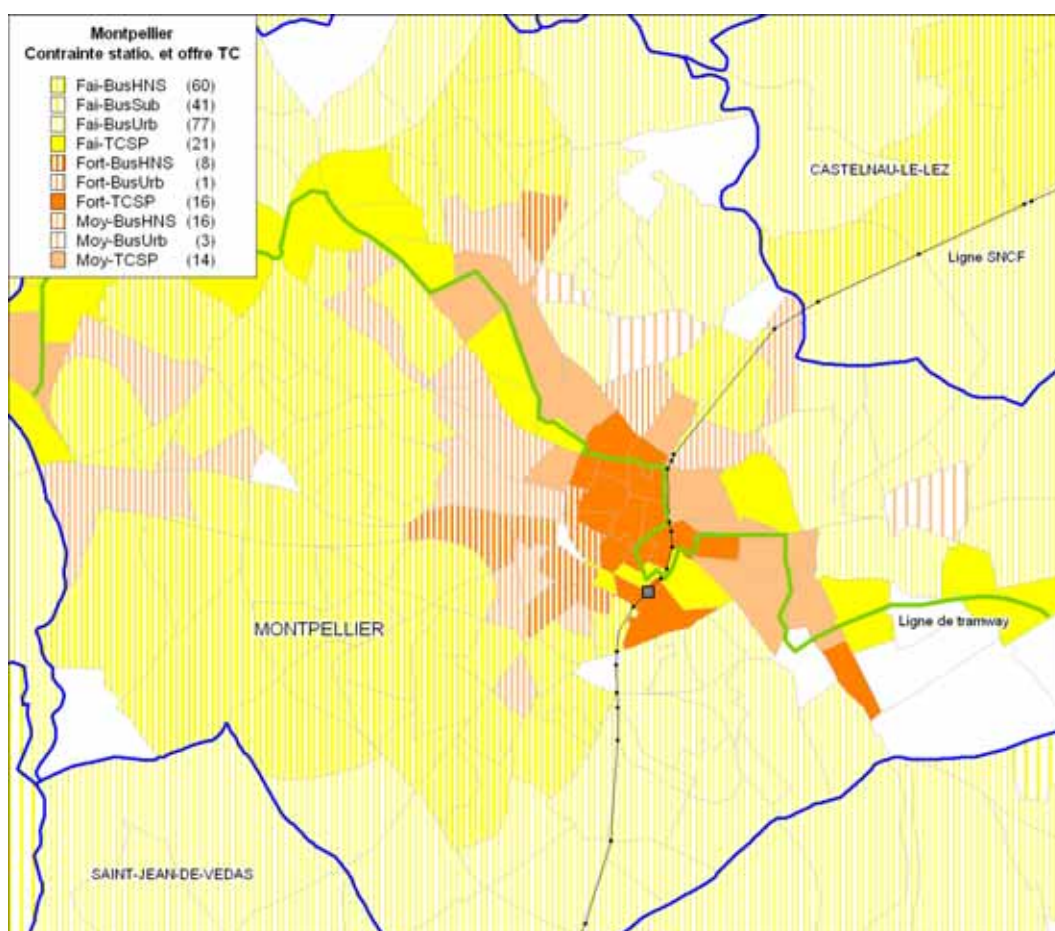 Montpellier
Contrainte statio. et offre TC
Fai-BusHNS (60)
Fai-BusSub (41)
Fai-BusUrb (77)
Fai-TCSP (21)
Fort-BusHNS (8)
Fort-BusUrb (1)
Fort-TCSP (16)
Moy-BusHNS (16)
Moy-BusUrb (3)
Moy-TCSP (14)
CASTELNAU-LE-LEZ
Ligne SNCF
MONTPELLIER
Ligne de tramway
SAINT-JEAN-DE-VEDAS